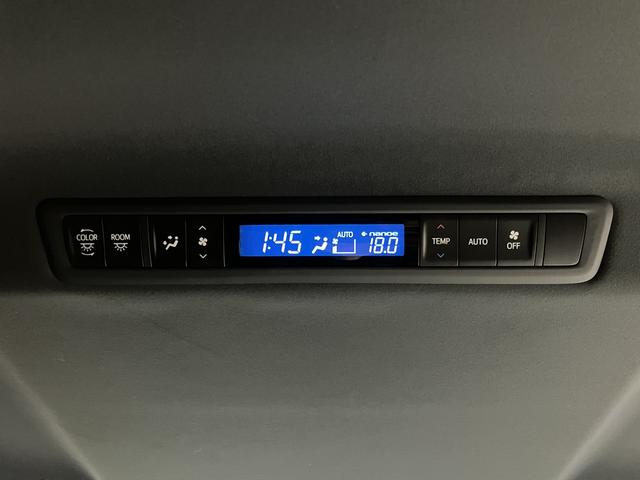 COLOR
ROOM
1:45
AUTO
nanoe
18.0
TEMP
AUTO
OFF